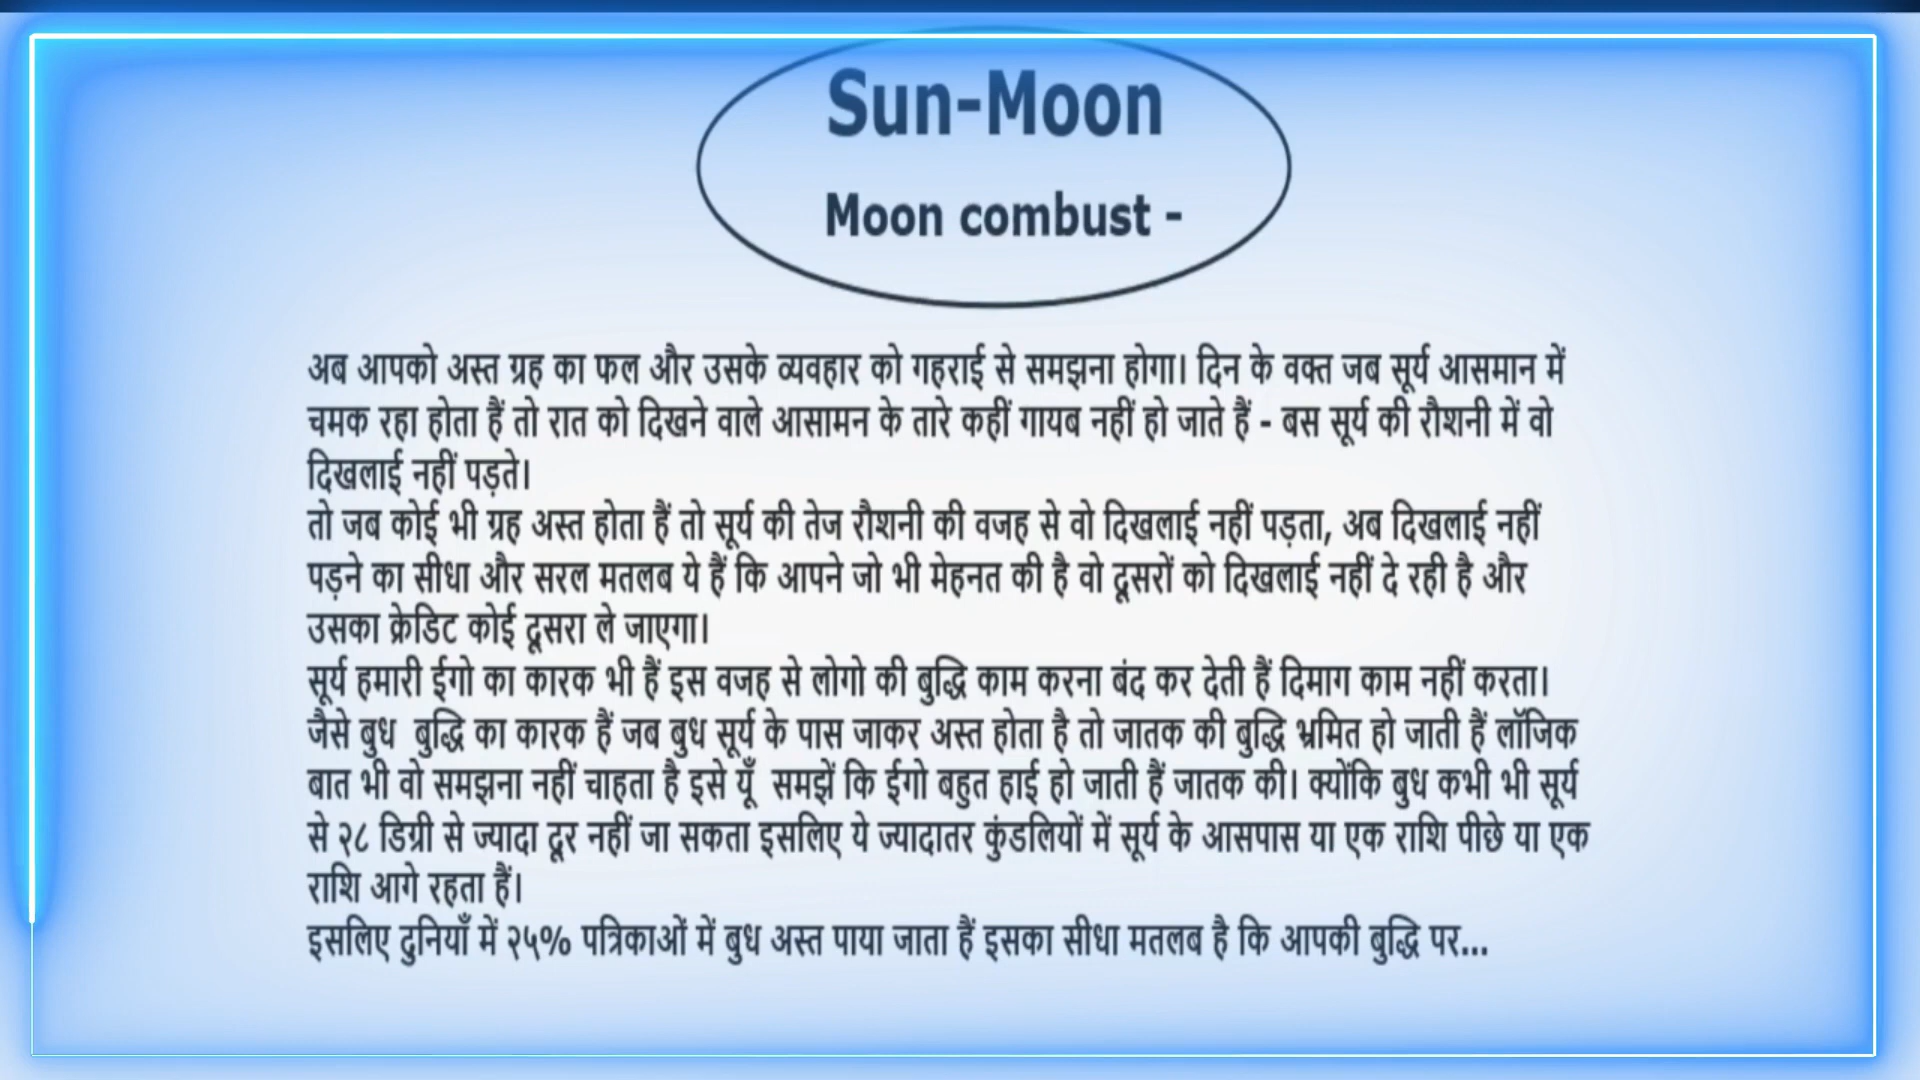 Sun-Moon
Moon combust -
अब आपको अस्त ग्रह का फल और उसके व्यवहार को गहराई से समझना होगा। दिन के वक्त जब सूर्य आसमान में
चमक रहा होता हैं तो रात को दिखने वाले आसामन के तारे कहीं गायब नहीं हो जाते हैं - बस सूर्य की रौशनी में वो
दिखलाई नहीं पड़ते।
तो जब कोई भी ग्रह अस्त होता हैं तो सूर्य की तेज रौशनी की वजह से वो दिखलाई नहीं पड़ता, अब दिखलाई नहीं
पड़ने का सीधा और सरल मतलब ये हैं कि आपने जो भी मेहनत की है वो दूसरों को दिखलाई नहीं दे रही है और
उसका क्रेडिट कोई दूसरा ले जाएगा।
सूर्य हमारी ईगो का कारक भी हैं इस वजह से लोगो की बुद्धि काम करना बंद कर देती हैं दिमाग काम नहीं करता।
जैसे बुध  बुद्धि का कारक हैं जब बुध सूर्य के पास जाकर अस्त होता है तो जातक की बुद्धि भ्रमित हो जाती हैं लॉजिक
बात भी वो समझना नहीं चाहता है इसे यूँ  समझें कि ईगो बहुत हाई हो जाती हैं जातक की। क्योंकि बुध कभी भी सूर्य
से २८ डिग्री से ज्यादा दूर नहीं जा सकता इसलिए ये ज्यादातर कुंडलियों में सूर्य के आसपास या एक राशि पीछे या एक
राशि आगे रहता हैं।
इसलिए दुनियाँ में २५% पत्रिकाओं में बुध अस्त पाया जाता हैं इसका सीधा मतलब है कि आपकी बुद्धि पर...